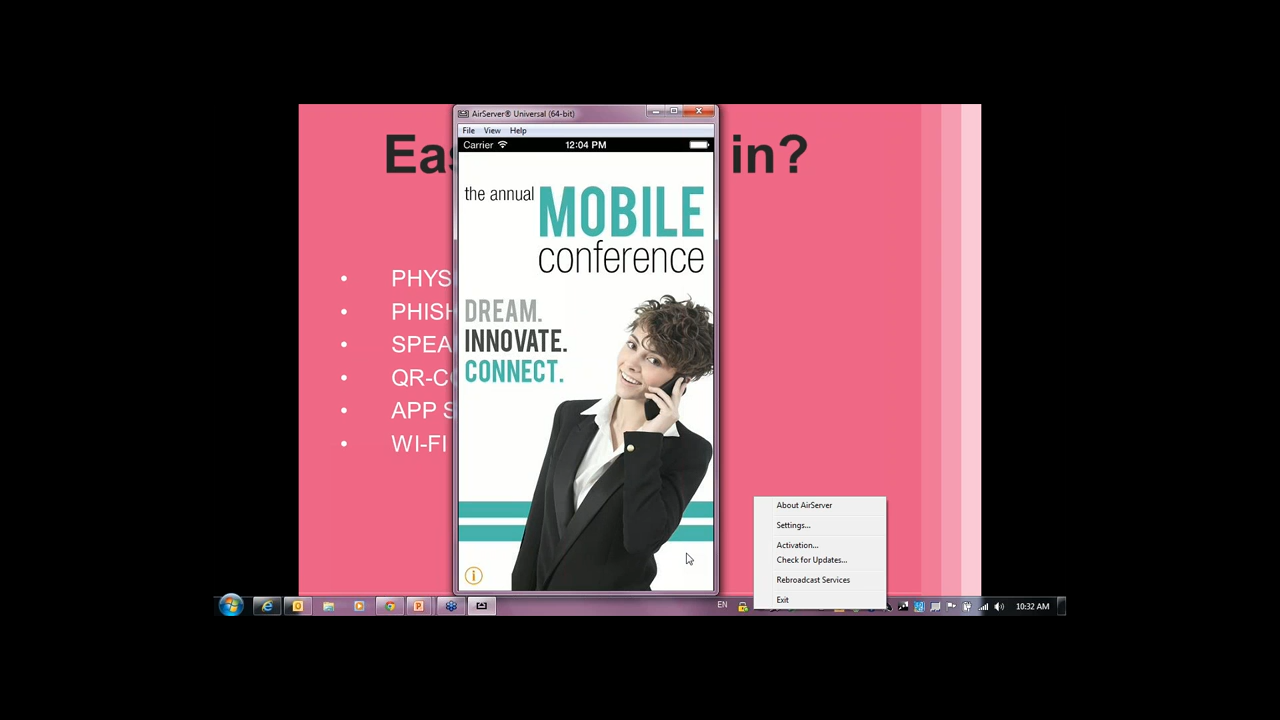 AirServer® Universal (64-bit)
File View Help
Carrier 12:04 PM
Eas in?
the annual MOBILE
conference
PHYS
PHISH
SPEA
QR-CO
APP S
WI-FI
DREAM.
INNOVATE.
CONNECT.
About AirServer
Settings...
Activation...
Check for Updates...
Rebroadcast Services
Exit
EN 10:32 AM